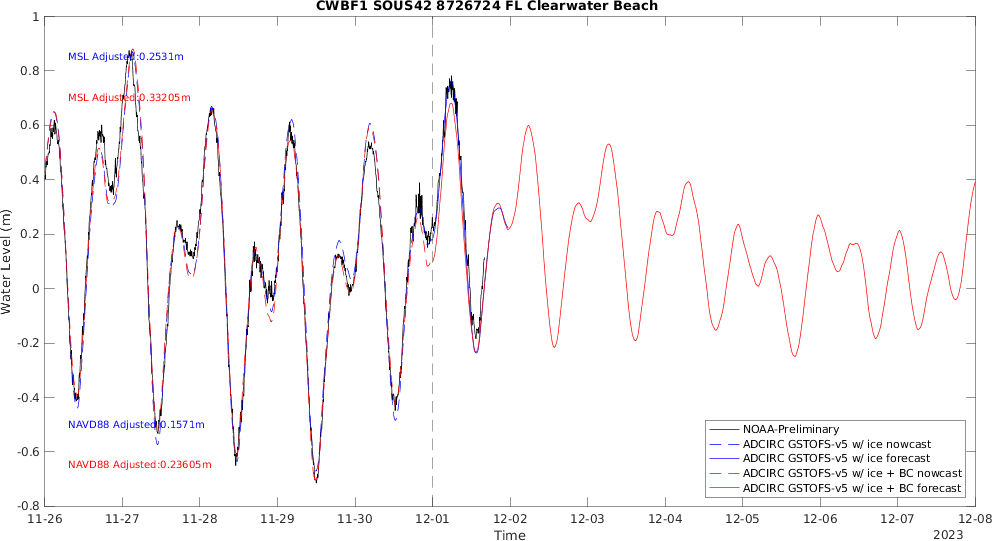 CWBF1 SOUS42 8726724 FL Clearwater Beach
Water Level (m)
1
0.8
0.6
0.4
0.2
0
-0.2
-0.4
-0.6
-0.8
MSL Adjusted:0.2531m
MSL Adjusted:0.33205m
NAVD88 Adjusted:0.1571m
NAVD88 Adjusted:0.23605m
NOAA-Preliminary
ADCIRC GSTOFS-v5 w/ ice nowcast
ADCIRC GSTOFS-v5 w/ ice forecast
ADCIRC GSTOFS-v5 w/ ice + BC nowcast
ADCIRC GSTOFS-v5 w/ ice + BC forecast
11-26 11-27 11-28 11-29 11-30 12-01 12-02 12-03 12-04 12-05 12-06 12-07 12-08
Time
2023